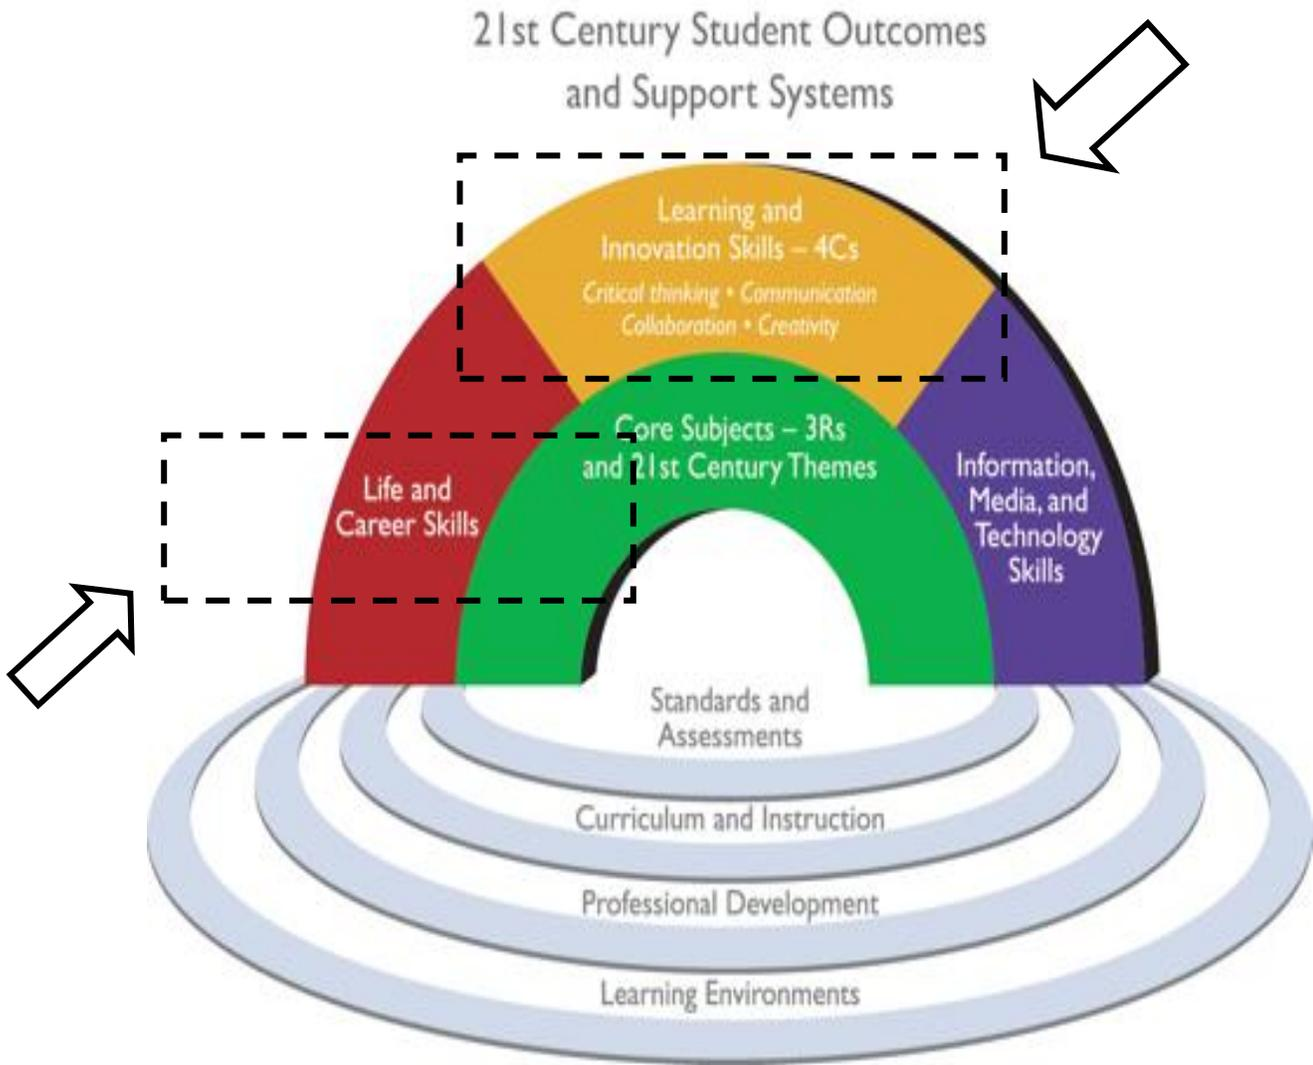 21st Century Student Outcomes
and Support Systems
Learning and
Innovation Skills – 4Cs
Critical thinking • Communication
Collaboration • Creativity
Core Subjects – 3Rs
and 21st Century Themes
Life and
Career Skills
Information,
Media, and
Technology
Skills
Standards and
Assessments
Curriculum and Instruction
Professional Development
Learning Environments